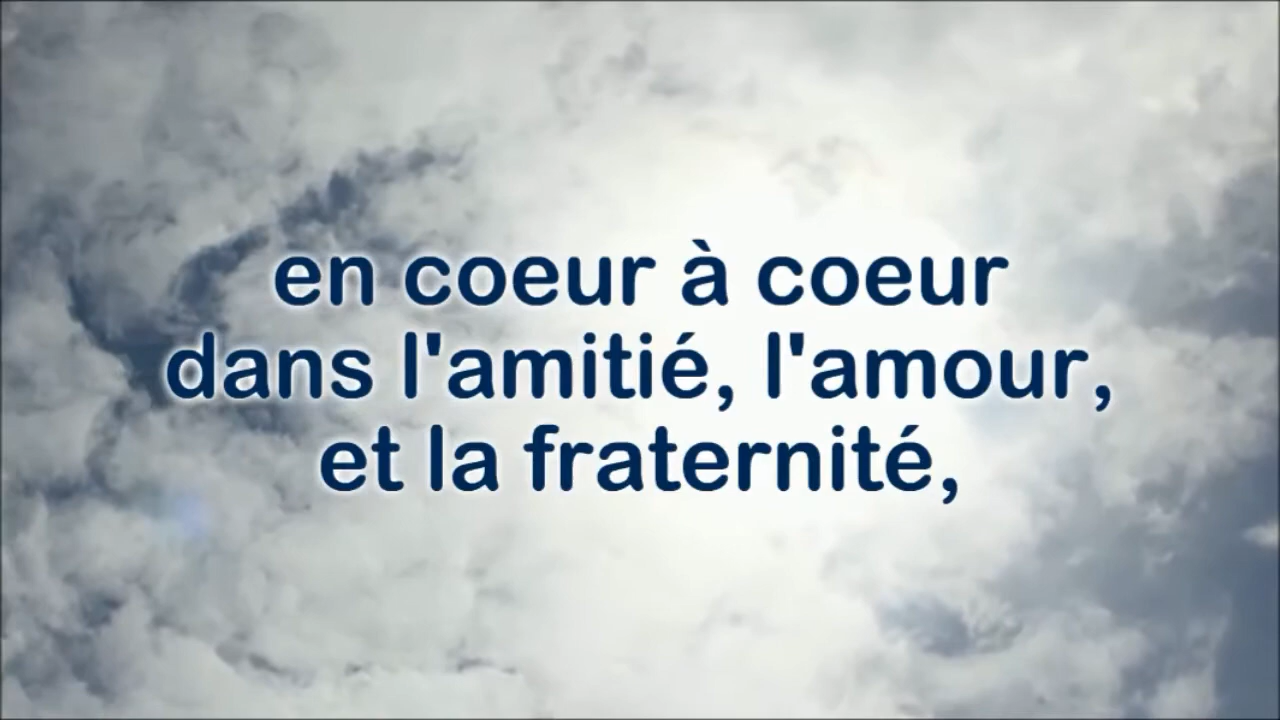 en coeur à coeur
dans l'amitié, l'amour,
et la fraternité,